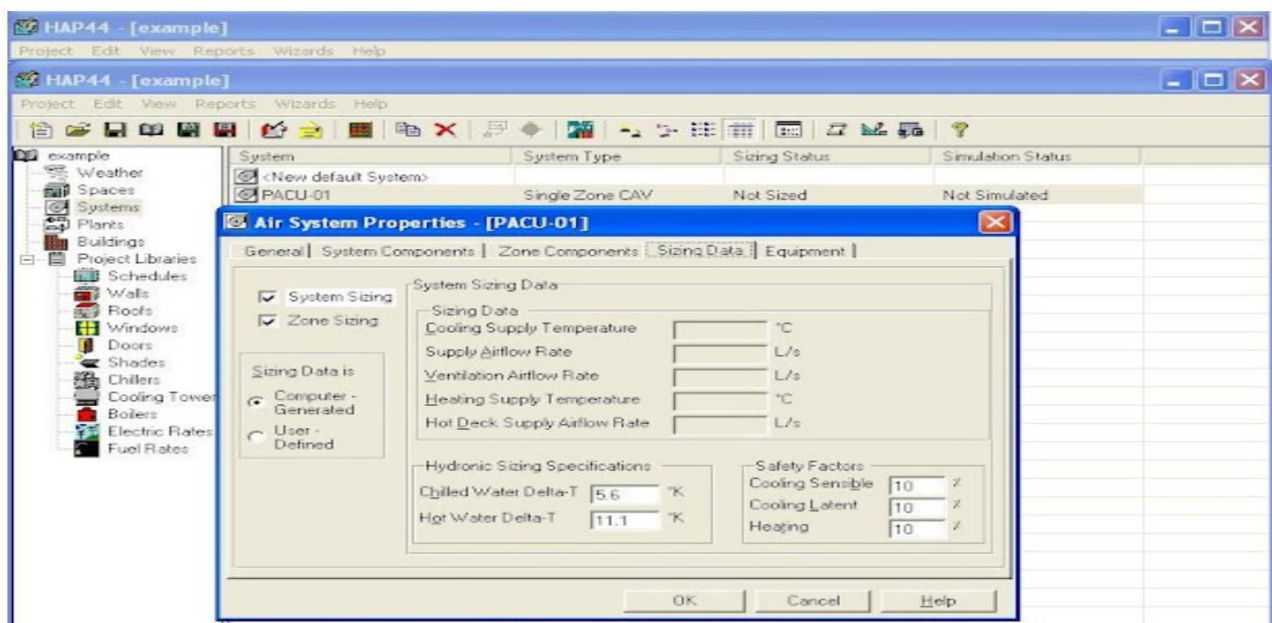 HAP44 - [example]
Project Edit View Reports Wizards Help
HAP44 - [example]
Project Edit View Reports Wizards Help
example
Weather
Spaces
Systems
Plants
Buildings
Project Libraries
Schedules
Walls
Roofs
Windows
Doors
Shades
Chillers
Cooling Tower
Boilers
Electric Rates
Fuel Rates
System System Type Sizing Status Simulation Status
<New default System>
PACU-01 Single Zone CAV Not Sized Not Simulated
Air System Properties - [PACU-01]
General System Components Zone Components Sizing Data Equipment
System Sizing
Zone Sizing
Sizing Data is
Computer -
Generated
User -
Defined
System Sizing Data
Sizing Data
Cooling Supply Temperature °C
Supply Airflow Rate L/s
Ventilation Airflow Rate L/s
Heating Supply Temperature °C
Hot Deck Supply Airflow Rate L/s
Hydronic Sizing Specifications
Chilled Water Delta-T 5.6 °K
Hot Water Delta-T 11.1 °K
Safety Factors
Cooling Sensible 10 %
Cooling Latent 10 %
Heating 10 %
OK Cancel Help